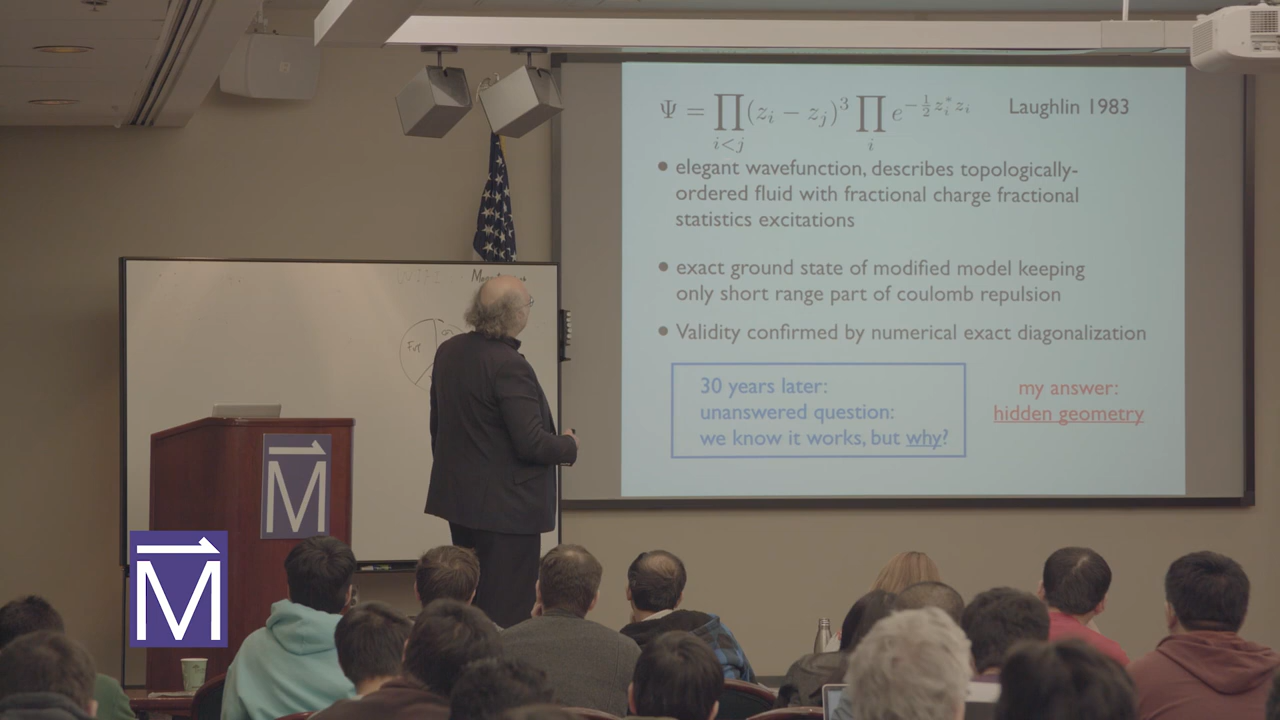 Ψ = ∏_{i<j} (z_i − z_j)^3 ∏_i e^{−½ z_i^* z_i}
Laughlin 1983
• elegant wavefunction, describes topologically-
ordered fluid with fractional charge fractional
statistics excitations
• exact ground state of modified model keeping
only short range part of coulomb repulsion
• Validity confirmed by numerical exact diagonalization
30 years later:
unanswered question:
we know it works, but why?
my answer:
hidden geometry
M
M